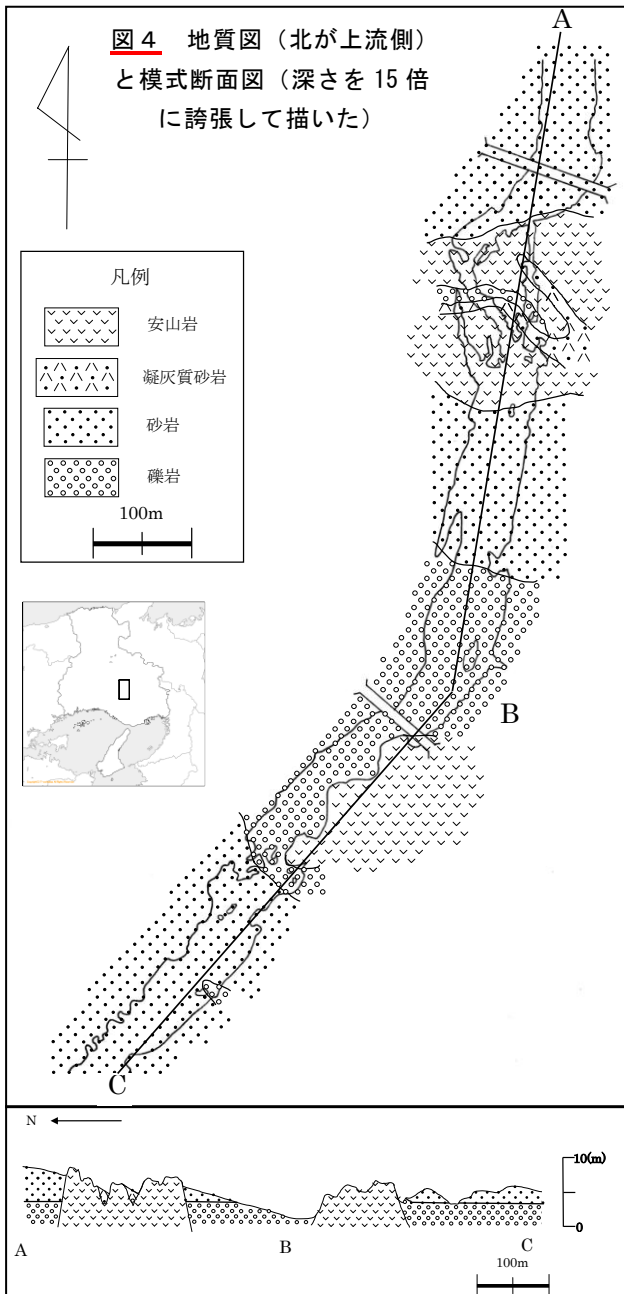 図４ 地質図（北が上流側）
と模式断面図（深さを 15 倍
に誇張して描いた）
A
凡例
安山岩
凝灰質砂岩
砂岩
礫岩
100m
B
C
N
10(m)
0
A
B
C
100m